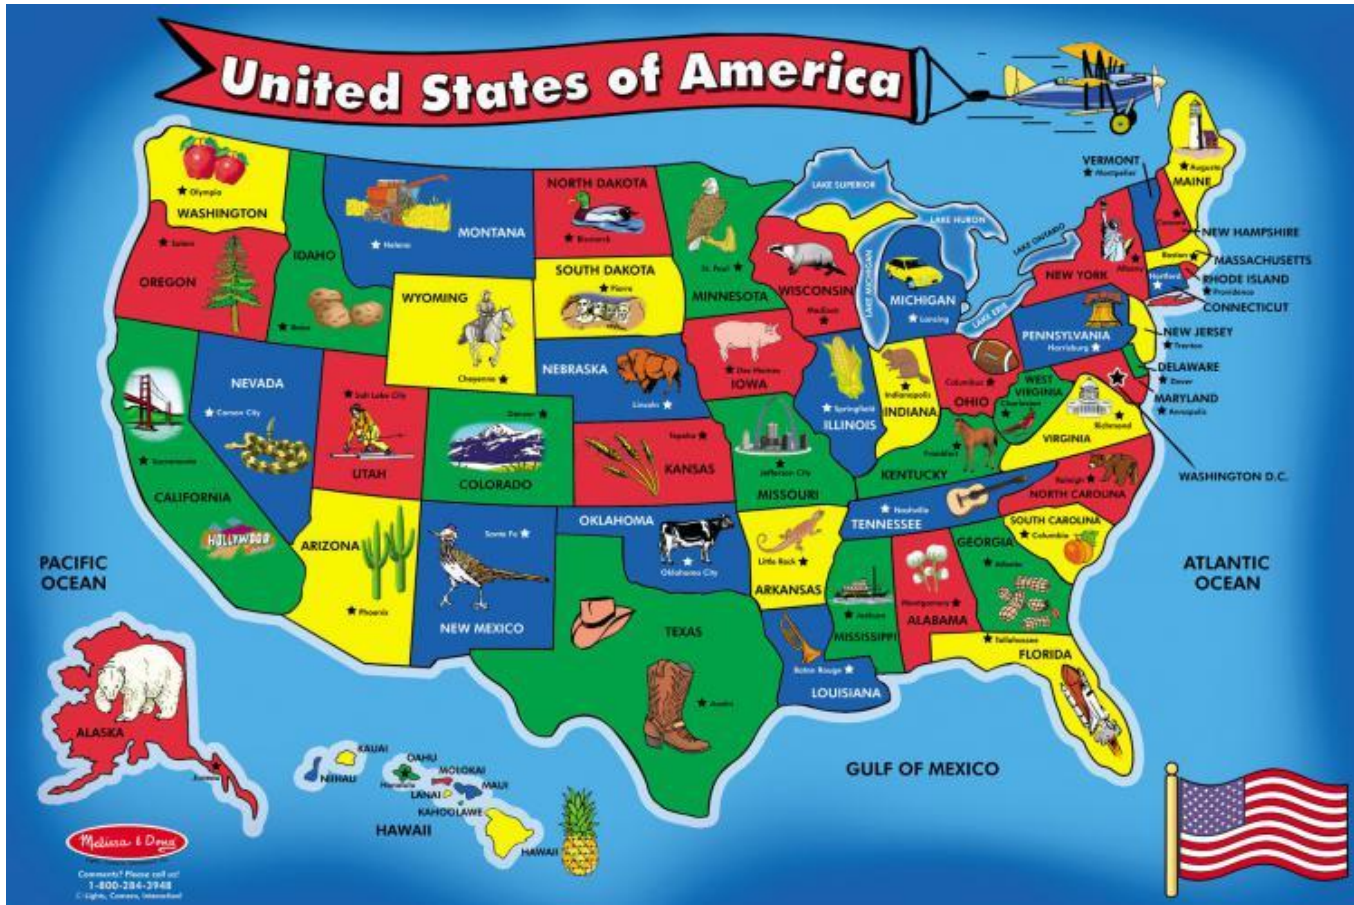 United States of America
VERMONT
Montpelier
Augusta
MAINE
Olympia
WASHINGTON
Salem
OREGON
IDAHO
Boise
Helena
MONTANA
NORTH DAKOTA
Bismarck
SOUTH DAKOTA
Pierre
St. Paul
MINNESOTA
LAKE SUPERIOR
LAKE HURON
LAKE MICHIGAN
LAKE ONTARIO
LAKE ERIE
WISCONSIN
Madison
MICHIGAN
Lansing
Concord
NEW HAMPSHIRE
Albany
NEW YORK
Boston
MASSACHUSETTS
Hartford
RHODE ISLAND
Providence
CONNECTICUT
WYOMING
Cheyenne
NEBRASKA
Lincoln
Des Moines
IOWA
Springfield
ILLINOIS
Indianapolis
INDIANA
Columbus
OHIO
PENNSYLVANIA
Harrisburg
NEW JERSEY
Trenton
DELAWARE
Dover
MARYLAND
Annapolis
WEST
VIRGINIA
Charleston
Richmond
VIRGINIA
WASHINGTON D.C.
NEVADA
Carson City
Salt Lake City
UTAH
Denver
COLORADO
Topeka
KANSAS
Jefferson City
MISSOURI
Frankfort
KENTUCKY
Sacramento
CALIFORNIA
HOLLYWOOD
ARIZONA
Phoenix
Santa Fe
NEW MEXICO
OKLAHOMA
Oklahoma City
Little Rock
ARKANSAS
Nashville
TENNESSEE
Raleigh
NORTH CAROLINA
SOUTH CAROLINA
Columbia
GEORGIA
Atlanta
TEXAS
Austin
Jackson
MISSISSIPPI
Montgomery
ALABAMA
Baton Rouge
LOUISIANA
Tallahassee
FLORIDA
PACIFIC
OCEAN
ATLANTIC
OCEAN
GULF OF MEXICO
ALASKA
Juneau
KAUAI
NIIHAU
OAHU
Honolulu
MOLOKAI
LANAI
MAUI
KAHOOLAWE
HAWAII
HAWAII
Melissa & Doug
Comments? Please call us!
1-800-284-3948
© Lights, Camera, Interaction!